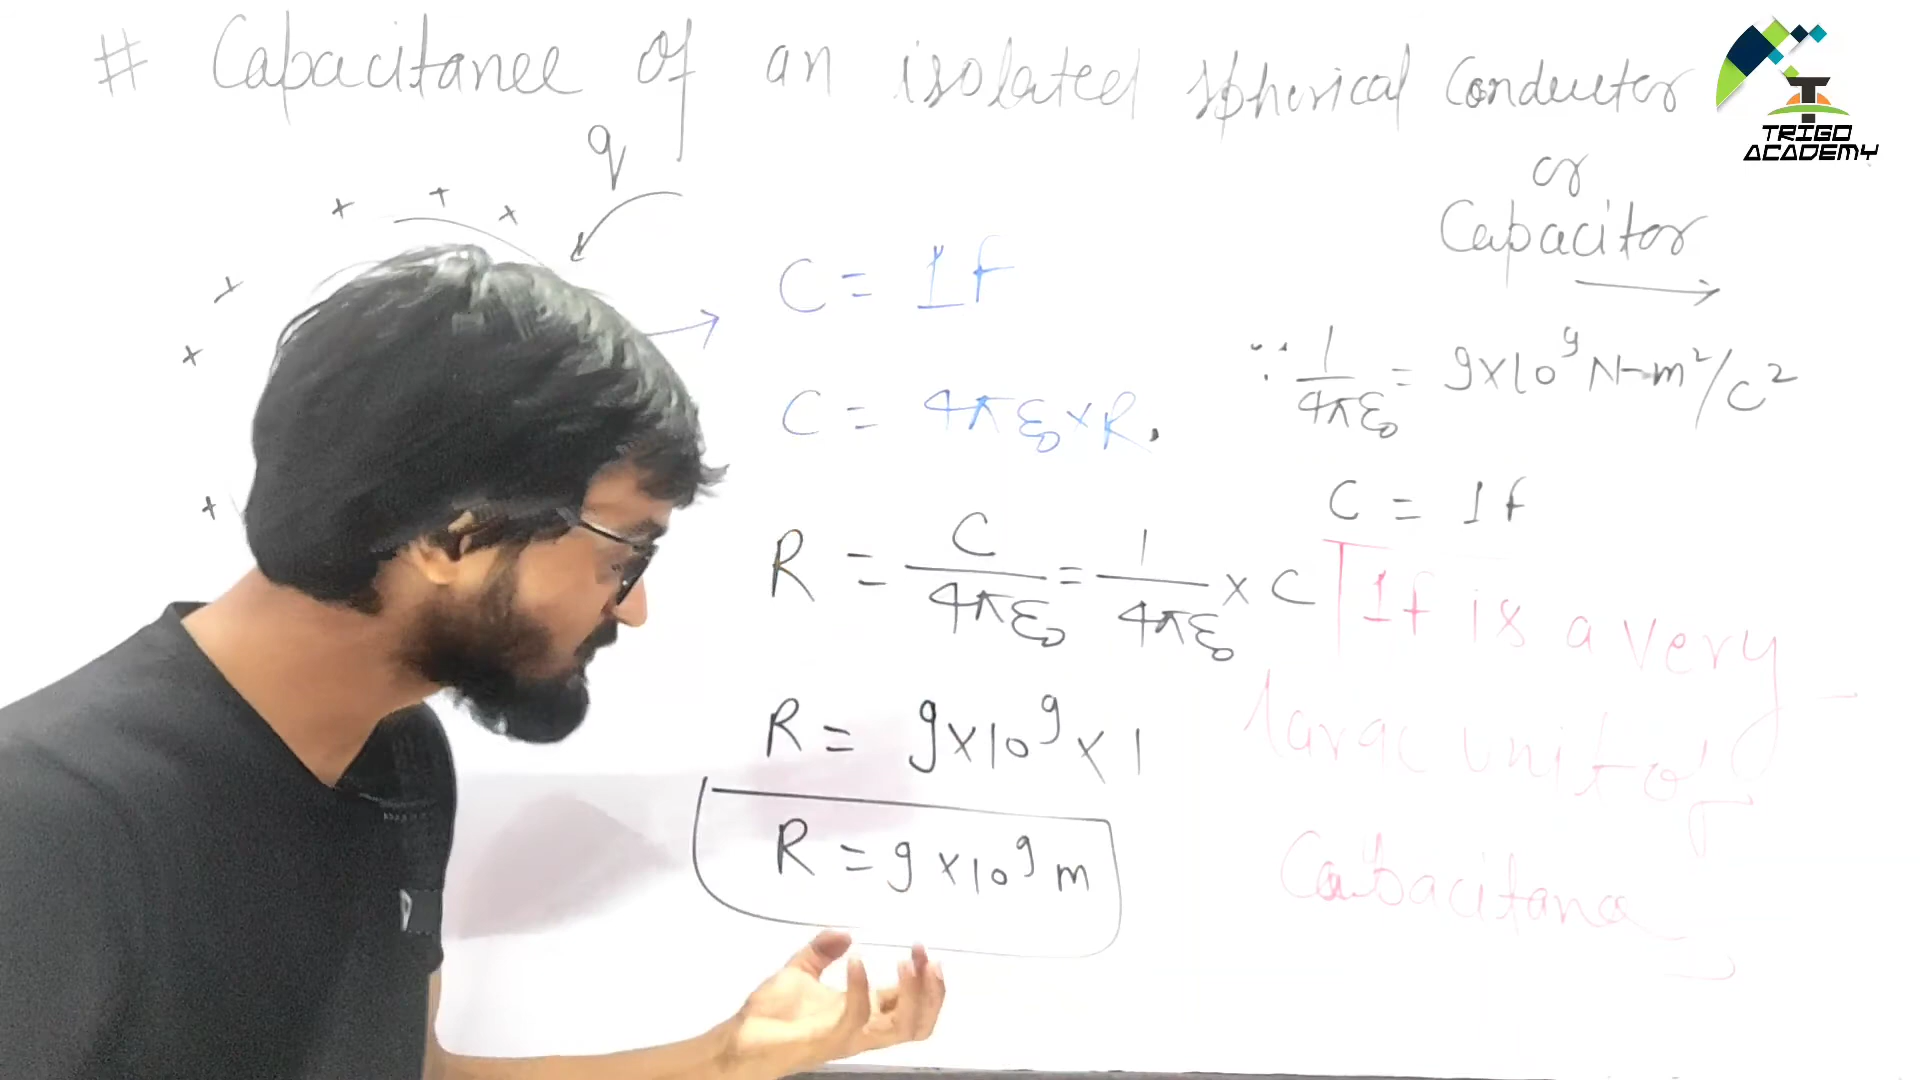 # Capacitance of an isolated spherical Conductor
or
Capacitor
q
+ + +
+
+
+
C = 1f
C = 4πε₀×R.
∵ 1/4πε₀ = 9×10⁹ N-m²/C²
C = 1f
R = C/4πε₀ = 1/4πε₀ × C
1f is a very
large unit of
Capacitance
R = 9×10⁹×1
R = 9×10⁹ m
TRIGO
ACADEMY